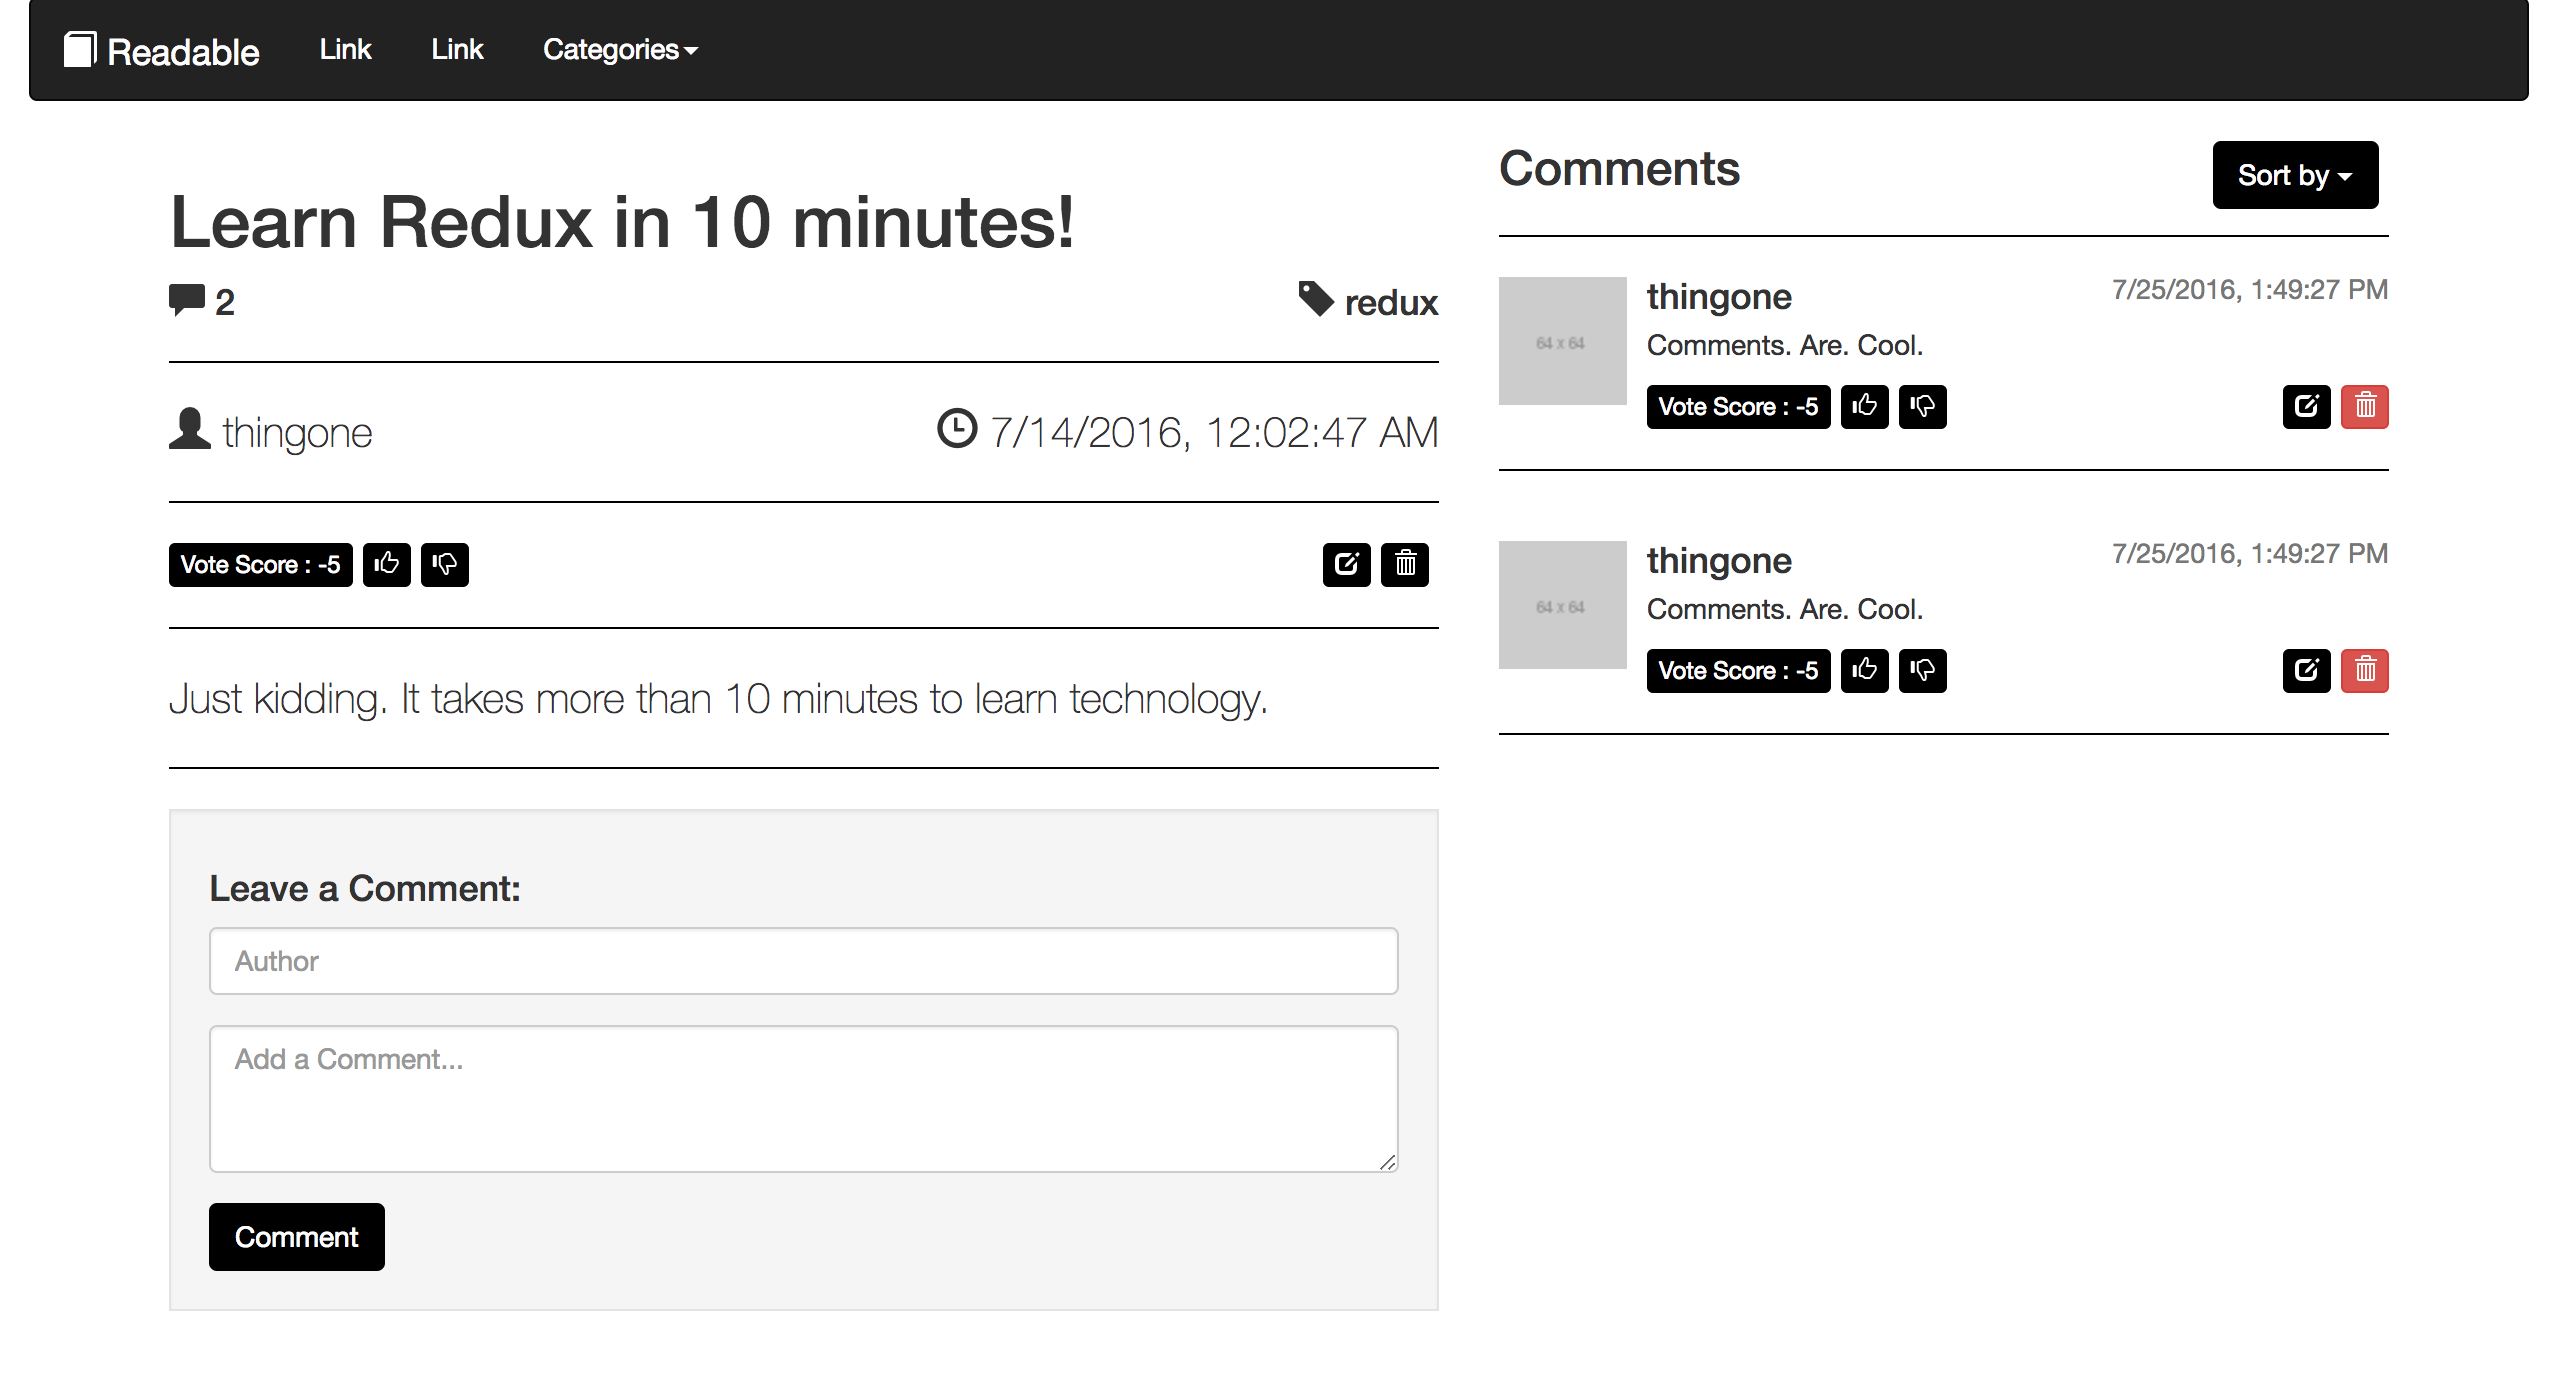 Readable Link Link Categories
Learn Redux in 10 minutes!
2 redux
thingone 7/14/2016, 12:02:47 AM
Vote Score : -5
Just kidding. It takes more than 10 minutes to learn technology.
Leave a Comment:
Author
Add a Comment...
Comment
Comments Sort by
64 x 64
thingone 7/25/2016, 1:49:27 PM
Comments. Are. Cool.
Vote Score : -5
64 x 64
thingone 7/25/2016, 1:49:27 PM
Comments. Are. Cool.
Vote Score : -5